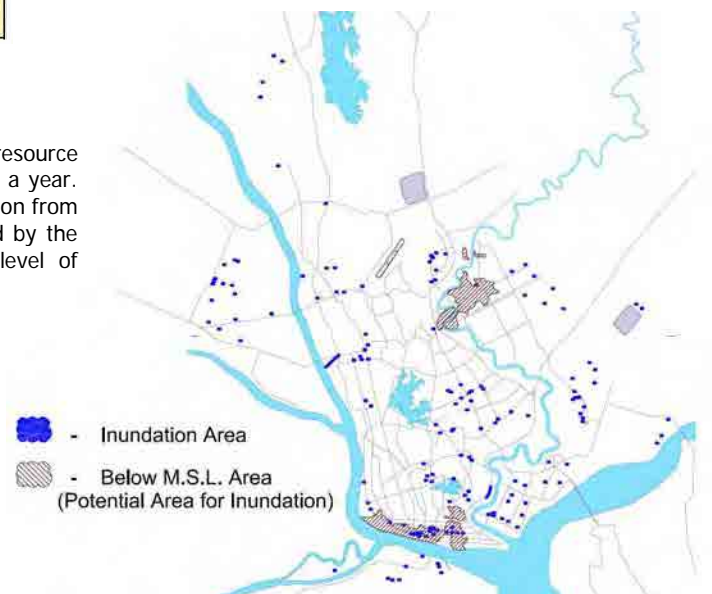 resource
a year.
on from
d by the
level of
- Inundation Area
- Below M.S.L. Area
(Potential Area for Inundation)